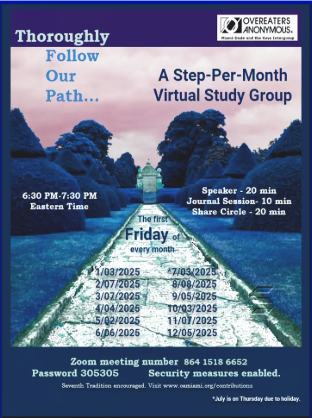 OVEREATERS
ANONYMOUS®
Miami Dade and the Keys Intergroup
Thoroughly
Follow
Our
Path...
A Step-Per-Month
Virtual Study Group
6:30 PM-7:30 PM
Eastern Time
Speaker - 20 min
Journal Session- 10 min
Share Circle - 20 min
The first
Friday of
every month
1/03/2025 *7/03/2025
2/07/2025 8/08/2025
3/07/2025 9/05/2025
4/04/2025 10/03/2025
5/02/2025 11/07/2025
6/06/2025 12/05/2025
Zoom meeting number 864 1518 6652
Password 305305 Security measures enabled.
Seventh Tradition encouraged. Visit www.oamiami.org/contributions
*July is on Thursday due to holiday.